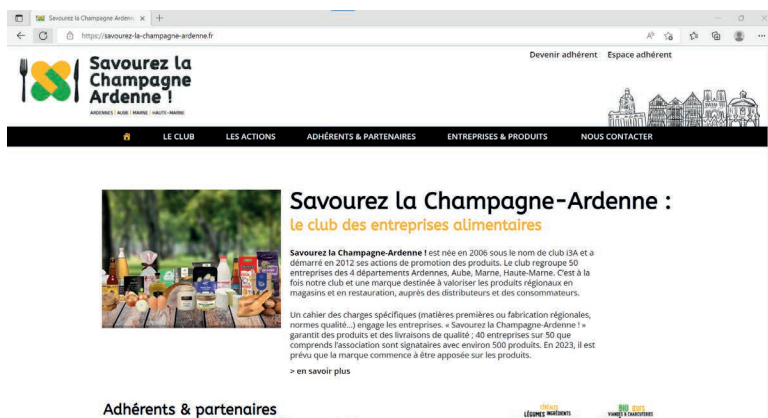 Savourez la Champagne Ardenn
https://savourez-la-champagne-ardenne.fr
Devenir adhérent Espace adhérent
Savourez la
Champagne
Ardenne !
ARDENNES | AUBE | MARNE | HAUTE-MARNE
LE CLUB LES ACTIONS ADHÉRENTS & PARTENAIRES ENTREPRISES & PRODUITS NOUS CONTACTER
Savourez la Champagne-Ardenne :
le club des entreprises alimentaires
Savourez la Champagne-Ardenne ! est née en 2006 sous le nom de club i3A et a
démarré en 2012 ses actions de promotion des produits. Le club regroupe 50
entreprises des 4 départements Ardennes, Aube, Marne, Haute-Marne. C'est à la
fois notre club et une marque destinée à valoriser les produits régionaux en
magasins et en restauration, auprès des distributeurs et des consommateurs.
Un cahier des charges spécifiques (matières premières ou fabrication régionales,
normes qualité...) engage les entreprises. « Savourez la Champagne-Ardenne ! »
garantit des produits et des livraisons de qualité ; 40 entreprises sur 50 que
comprends l'association sont signataires avec environ 500 produits. En 2023, il est
prévu que la marque commence à être apposée sur les produits.
> en savoir plus
Adhérents & partenaires
CÉRÉALES
LÉGUMES INGRÉDIENTS
BIO ŒUFS
VIANDES & CHARCUTERIES